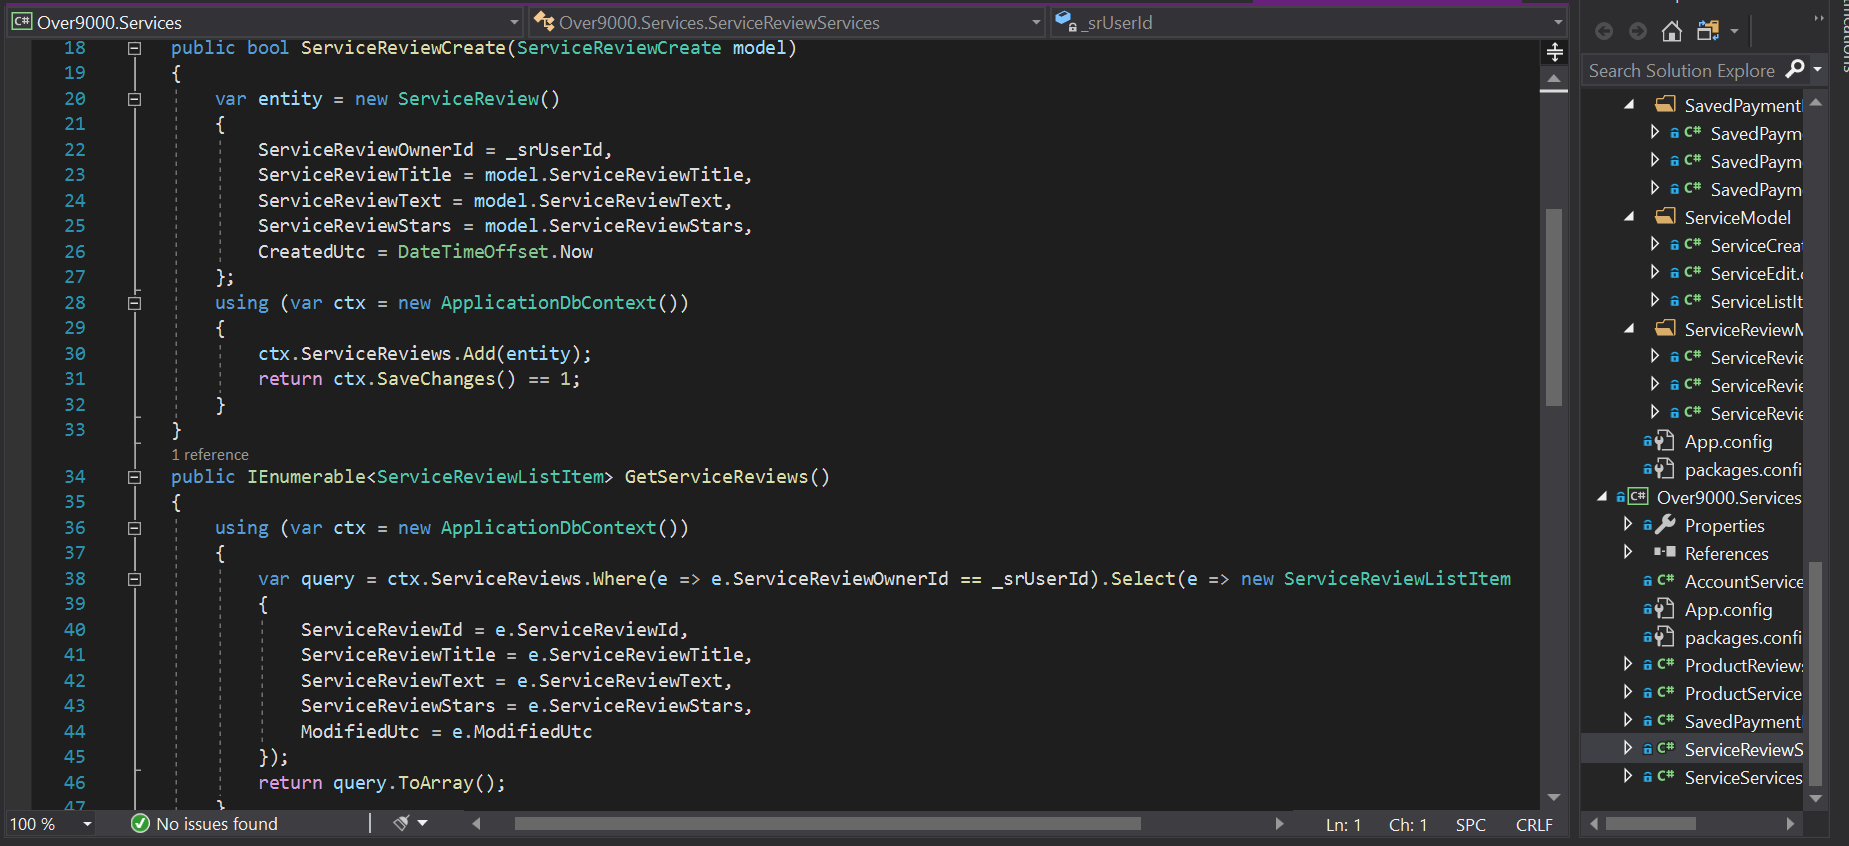 C# Over9000.Services
Over9000.Services.ServiceReviewServices
_srUserId
18 public bool ServiceReviewCreate(ServiceReviewCreate model)
19 {
20 var entity = new ServiceReview()
21 {
22 ServiceReviewOwnerId = _srUserId,
23 ServiceReviewTitle = model.ServiceReviewTitle,
24 ServiceReviewText = model.ServiceReviewText,
25 ServiceReviewStars = model.ServiceReviewStars,
26 CreatedUtc = DateTimeOffset.Now
27 };
28 using (var ctx = new ApplicationDbContext())
29 {
30 ctx.ServiceReviews.Add(entity);
31 return ctx.SaveChanges() == 1;
32 }
33 }
1 reference
34 public IEnumerable<ServiceReviewListItem> GetServiceReviews()
35 {
36 using (var ctx = new ApplicationDbContext())
37 {
38 var query = ctx.ServiceReviews.Where(e => e.ServiceReviewOwnerId == _srUserId).Select(e => new ServiceReviewListItem
39 {
40 ServiceReviewId = e.ServiceReviewId,
41 ServiceReviewTitle = e.ServiceReviewTitle,
42 ServiceReviewText = e.ServiceReviewText,
43 ServiceReviewStars = e.ServiceReviewStars,
44 ModifiedUtc = e.ModifiedUtc
45 });
46 return query.ToArray();
47 }
100 % No issues found Ln: 1 Ch: 1 SPC CRLF
Search Solution Explore
SavedPayment
C# SavedPaym
C# SavedPaym
C# SavedPaym
ServiceModel
C# ServiceCrea
C# ServiceEdit.
C# ServiceListIt
ServiceReviewM
C# ServiceRevie
C# ServiceRevie
C# ServiceRevie
App.config
packages.confi
C# Over9000.Services
Properties
References
C# AccountService
App.config
packages.confi
C# ProductReview
C# ProductService
C# SavedPayment
C# ServiceReviewS
C# ServiceServices